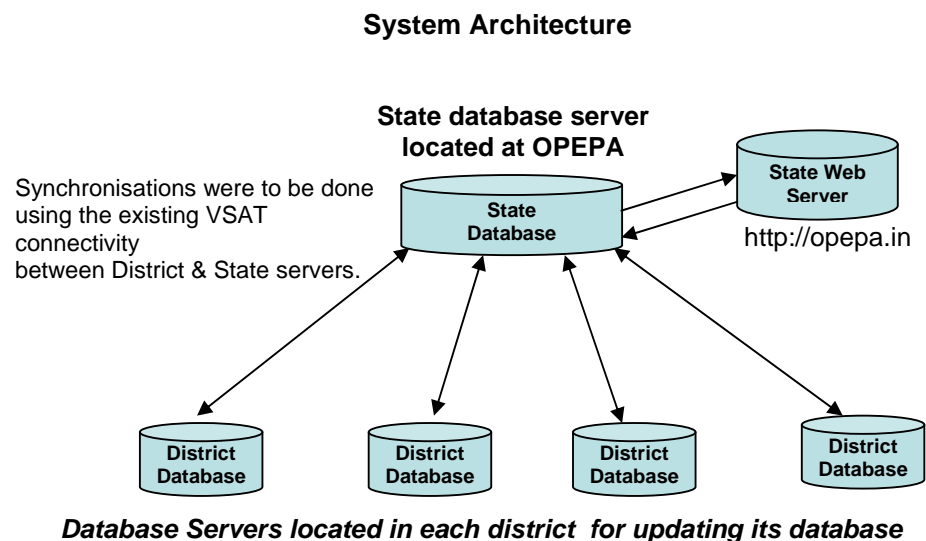 System Architecture
State database server
located at OPEPA
Synchronisations were to be done
using the existing VSAT
connectivity
between District & State servers.
State
Database
State Web
Server
http://opepa.in
District
Database
District
Database
District
Database
District
Database
Database Servers located in each district for updating its database